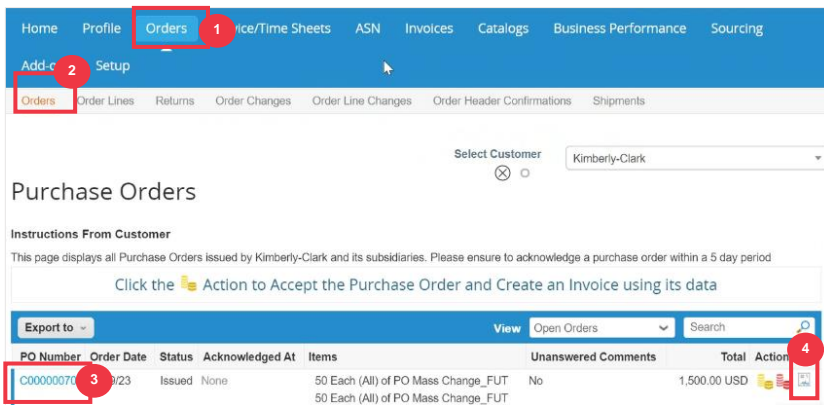 Home Profile Orders 1 ice/Time Sheets ASN Invoices Catalogs Business Performance Sourcing
2 Setup
Orders Order Lines Returns Order Changes Order Line Changes Order Header Confirmations Shipments
Select Customer Kimberly-Clark
Purchase Orders
Instructions From Customer
This page displays all Purchase Orders issued by Kimberly-Clark and its subsidiaries. Please ensure to acknowledge a purchase order within a 5 day period
Click the Action to Accept the Purchase Order and Create an Invoice using its data
Export to View Open Orders Search
4
PO Number Order Date Status Acknowledged At Items Unanswered Comments Total Action
C00000070 3 /23 Issued None 50 Each (All) of PO Mass Change_FUT No 1,500.00 USD
50 Each (All) of PO Mass Change_FUT